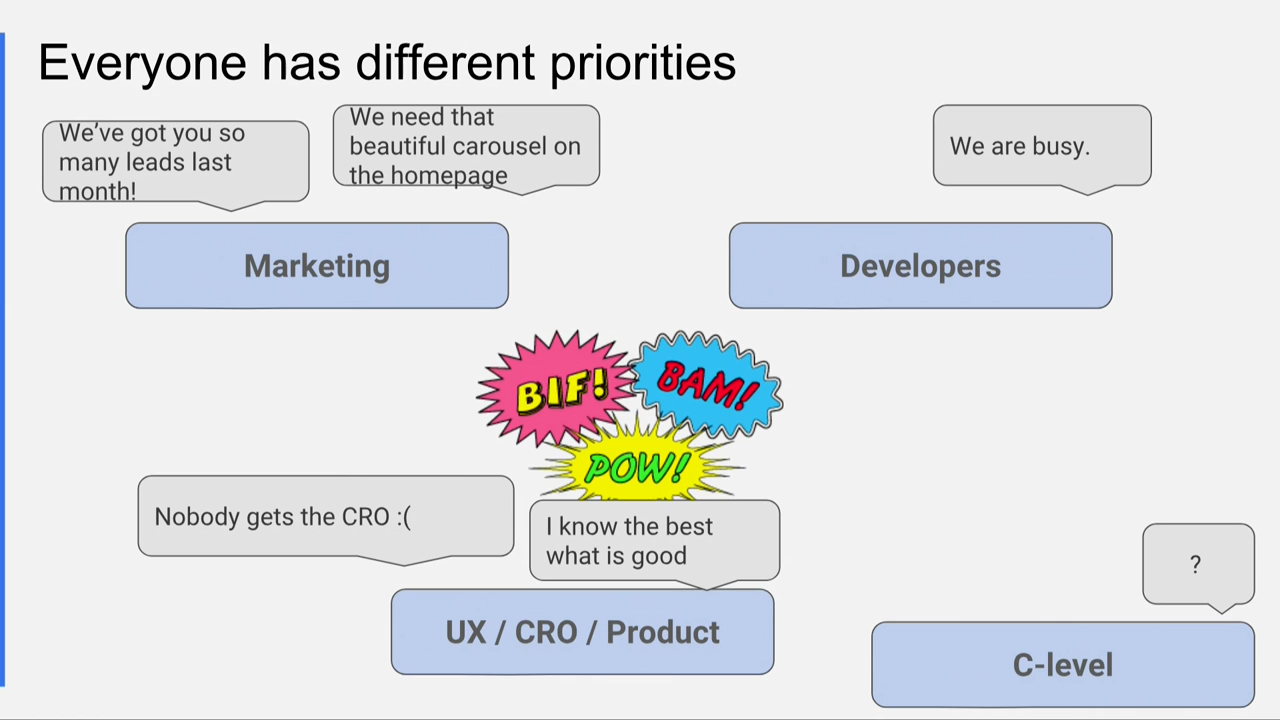 Everyone has different priorities
We've got you so
many leads last
month!
We need that
beautiful carousel on
the homepage
We are busy.
Marketing
Developers
BIF!
BAM!
POW!
Nobody gets the CRO :(
I know the best
what is good
?
UX / CRO / Product
C-level